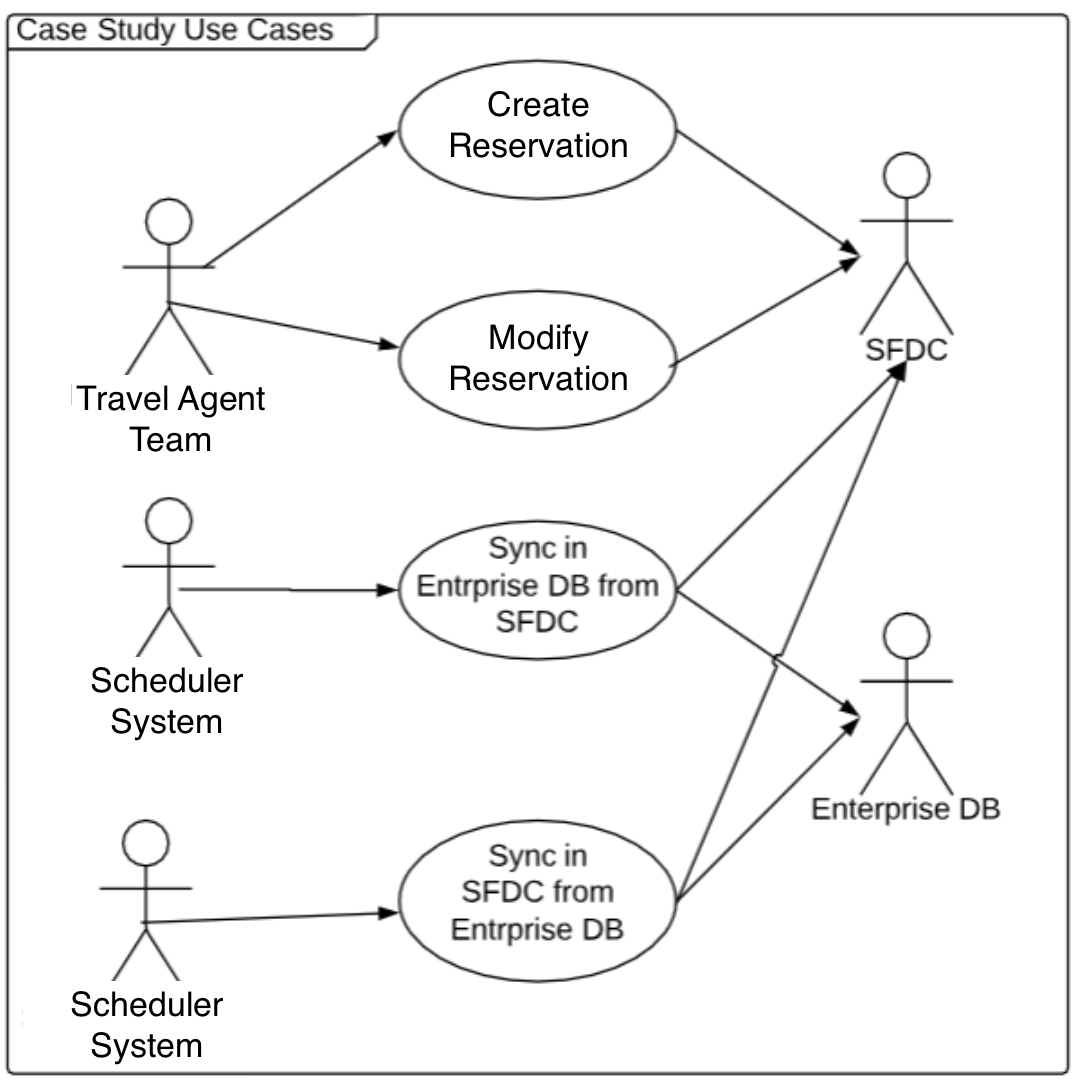 Case Study Use Cases
Create
Reservation
SFDC
Modify
Reservation
Travel Agent
Team
Sync in
Entrprise DB from
SFDC
Scheduler
System
Enterprise DB
Sync in
SFDC from
Entrprise DB
Scheduler
System